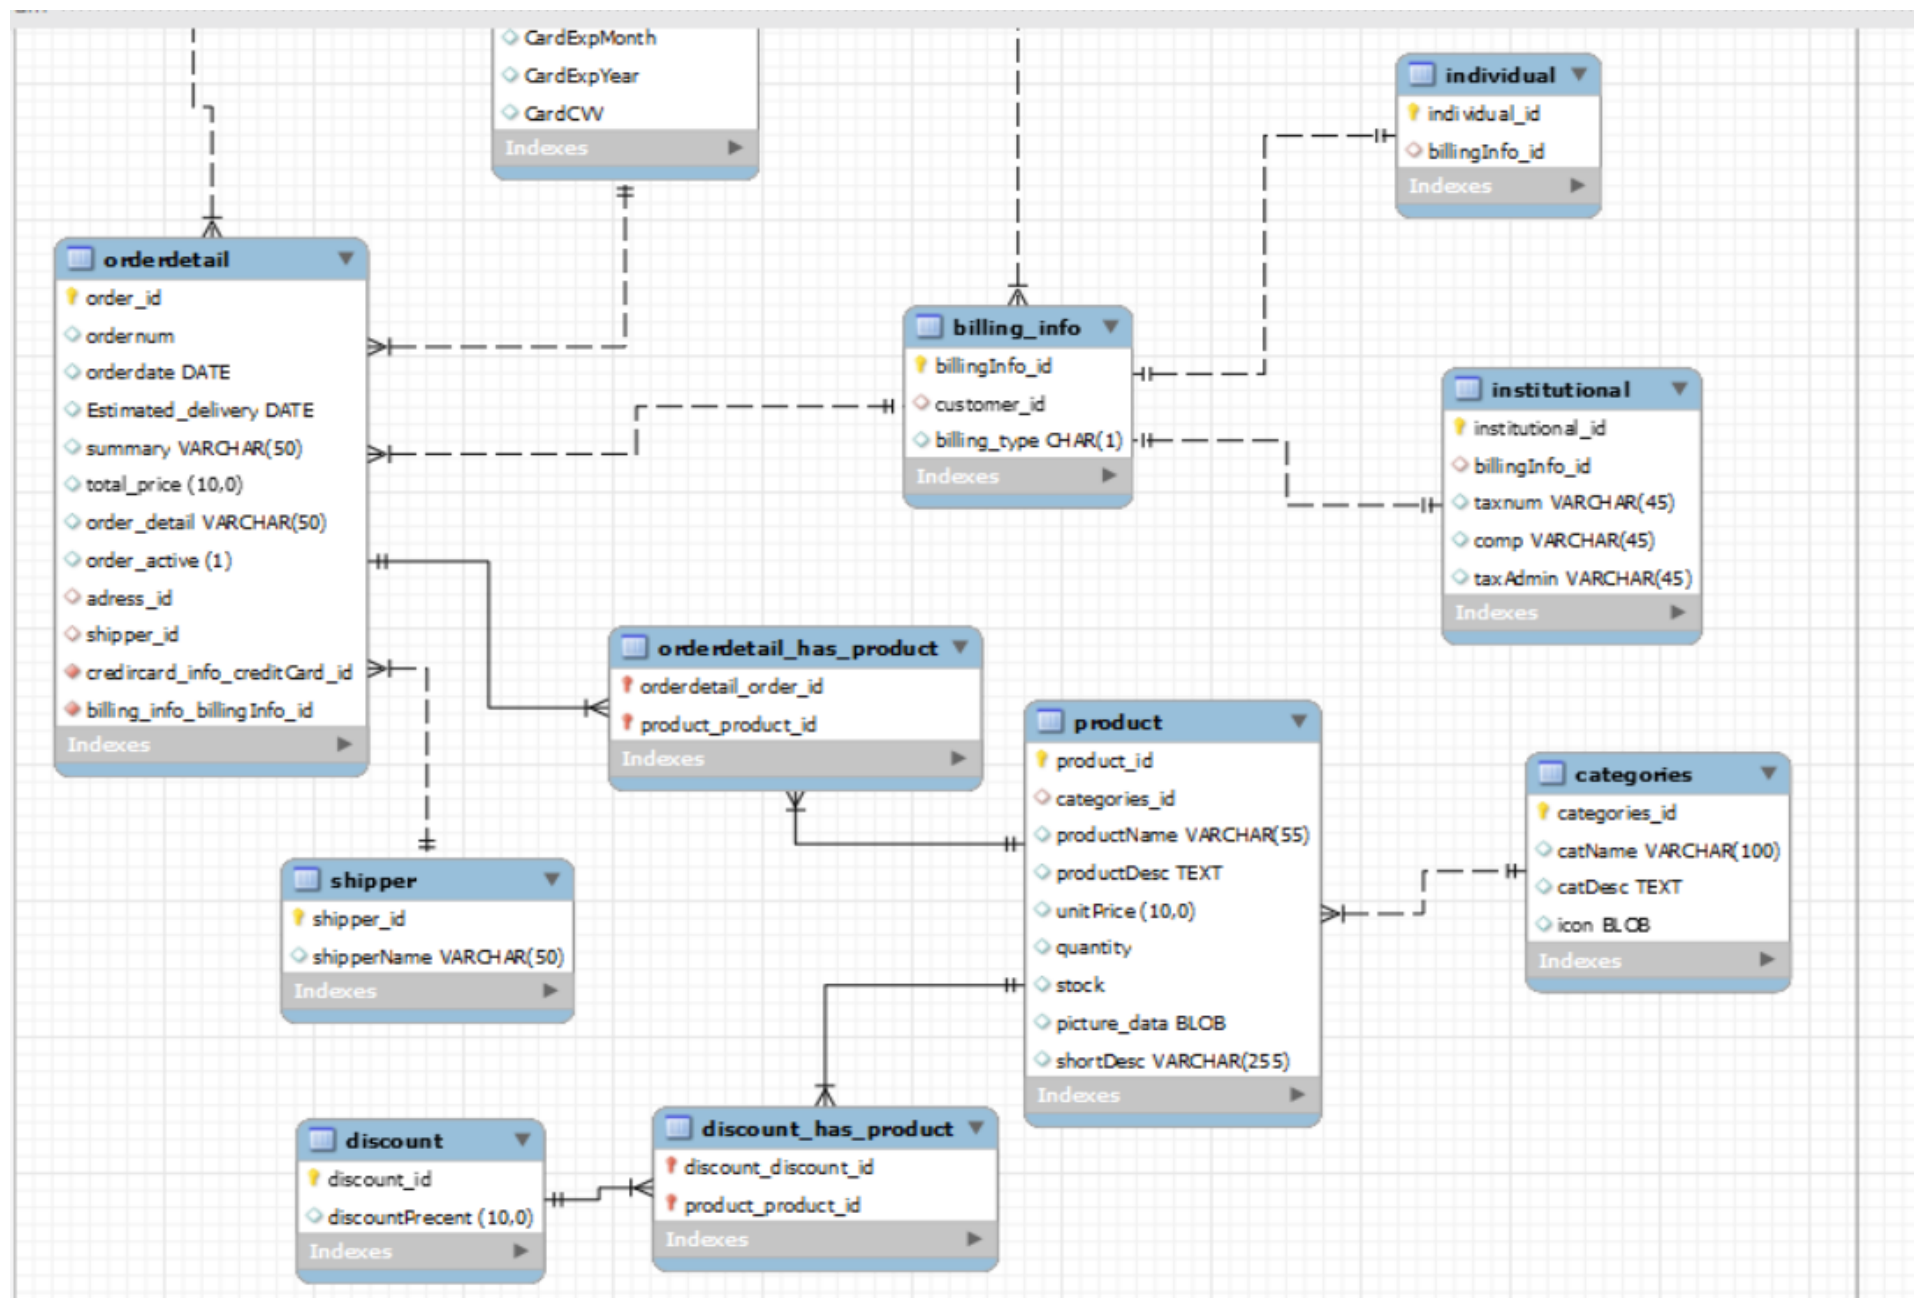 CardExpMonth
CardExpYear
CardCVV
Indexes
individual
individual_id
billingInfo_id
Indexes
orderdetail
order_id
ordernum
orderdate DATE
Estimated_delivery DATE
summary VARCHAR(50)
total_price (10,0)
order_detail VARCHAR(50)
order_active (1)
adress_id
shipper_id
credircard_info_creditCard_id
billing_info_billingInfo_id
Indexes
billing_info
billingInfo_id
customer_id
billing_type CHAR(1)
Indexes
institutional
institutional_id
billingInfo_id
taxnum VARCHAR(45)
comp VARCHAR(45)
taxAdmin VARCHAR(45)
Indexes
orderdetail_has_product
orderdetail_order_id
product_product_id
Indexes
product
product_id
categories_id
productName VARCHAR(55)
productDesc TEXT
unitPrice (10,0)
quantity
stock
picture_data BLOB
shortDesc VARCHAR(255)
Indexes
categories
categories_id
catName VARCHAR(100)
catDesc TEXT
icon BLOB
Indexes
shipper
shipper_id
shipperName VARCHAR(50)
Indexes
discount
discount_id
discountPrecent (10,0)
Indexes
discount_has_product
discount_discount_id
product_product_id
Indexes